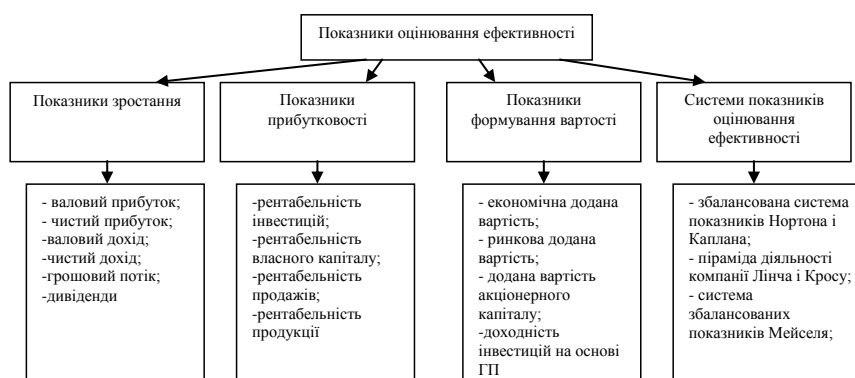 Показники оцінювання ефективності
Показники зростання
Показники
прибутковості
Показники
формування вартості
Системи показників
оцінювання
ефективності
- валовий прибуток;
- чистий прибуток;
-валовий дохід;
-чистий дохід;
-грошовий потік;
-дивіденди
-рентабельність
інвестицій;
-рентабельність
власного капіталу;
-рентабельність
продажів;
-рентабельність
продукції
- економічна додана
вартість;
- ринкова додана
вартість;
- додана вартість
акціонерного
капіталу;
-доходність
інвестицій на основі
ГП
- збалансована система
показників Нортона і
Каплана;
- піраміда діяльності
компанії Лінча і Кросу;
- система
збалансованих
показників Мейселя;